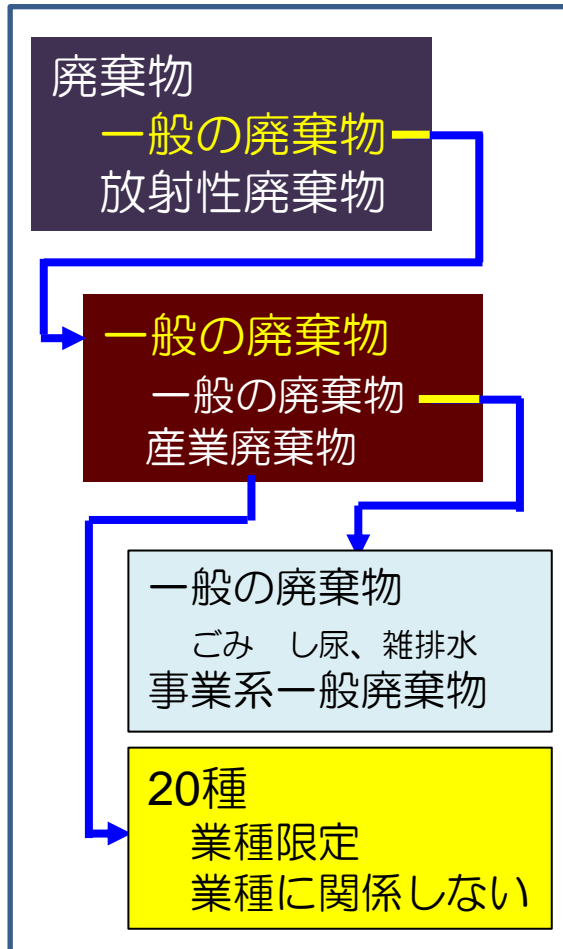 廃棄物
一般の廃棄物
放射性廃棄物
一般の廃棄物
一般の廃棄物
産業廃棄物
一般の廃棄物
ごみ　し尿、雑排水
事業系一般廃棄物
20種
業種限定
業種に関係しない